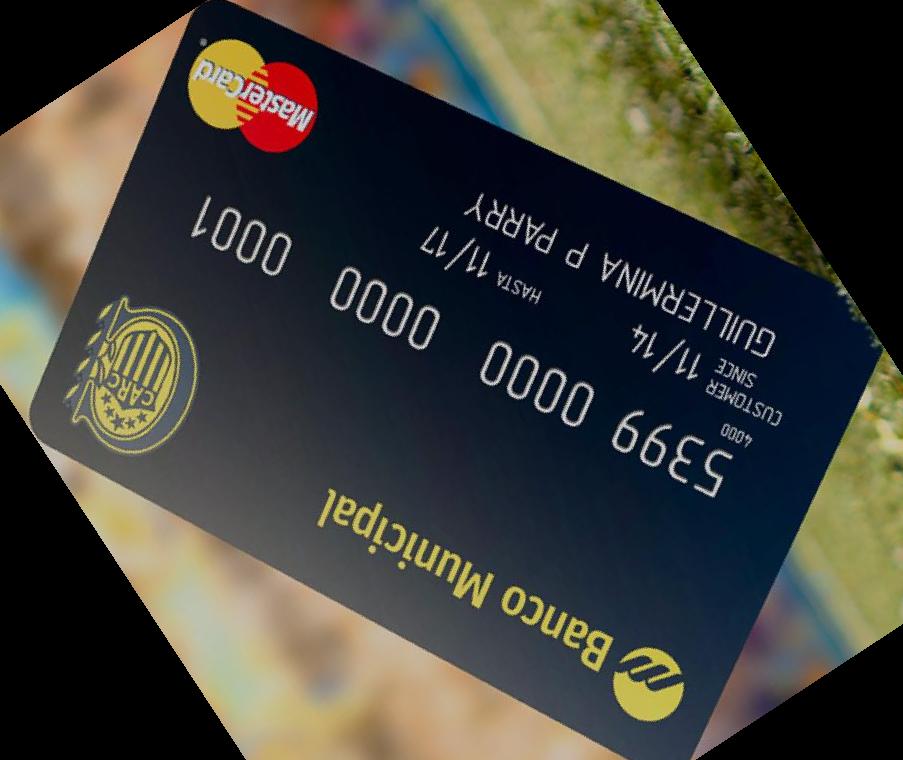 Banco Municipal
CARC
5399 0000 0000 0001
4000
CUSTOMER SINCE 11/14 HASTA 11/17
GUILLERMINA P PARRY
MasterCard